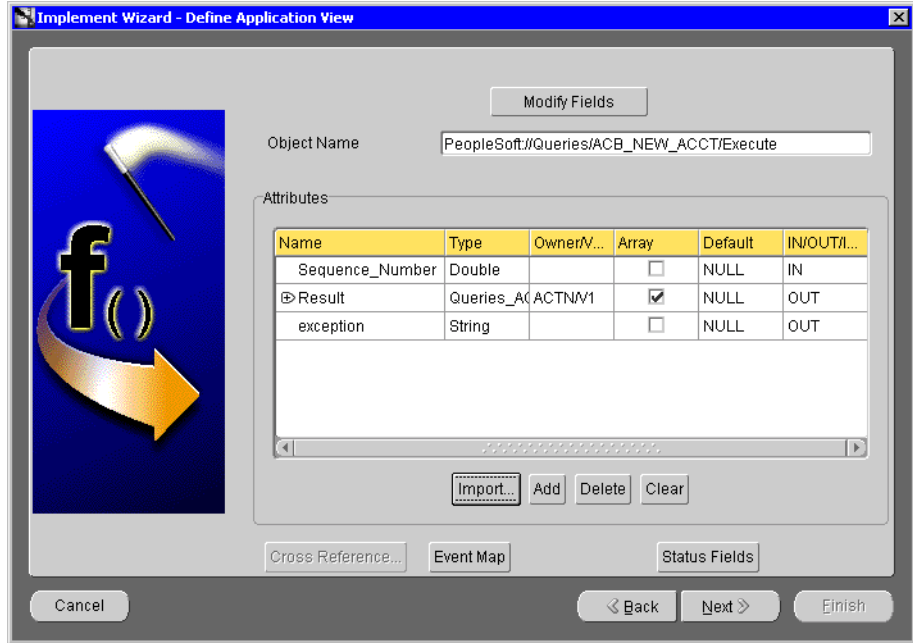 Implement Wizard - Define Application View
Modify Fields
Object Name PeopleSoft://Queries/ACB_NEW_ACCT/Execute
Attributes
Name Type Owner/V... Array Default IN/OUT/I...
Sequence_Number Double NULL IN
Result Queries_AC ACTN/V1 NULL OUT
exception String NULL OUT
f()
Import... Add Delete Clear
Cross Reference... Event Map Status Fields
Cancel Back Next Finish